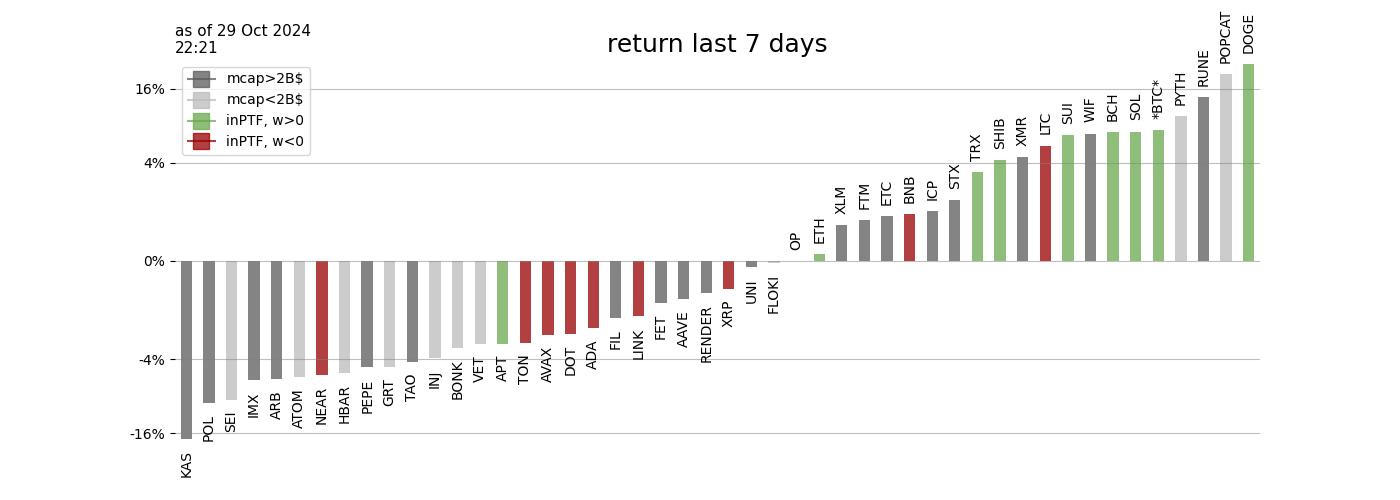 as of 29 Oct 2024
22:21
return last 7 days
mcap>2B$
mcap<2B$
inPTF, w>0
inPTF, w<0
16%
4%
0%
-4%
-16%
KAS
POL
SEI
IMX
ARB
ATOM
NEAR
HBAR
PEPE
GRT
TAO
INJ
BONK
VET
APT
TON
AVAX
DOT
ADA
FIL
LINK
FET
AAVE
RENDER
XRP
UNI
FLOKI
OP
ETH
XLM
FTM
ETC
BNB
ICP
STX
TRX
SHIB
XMR
LTC
SUI
WIF
BCH
SOL
*BTC*
PYTH
RUNE
POPCAT
DOGE